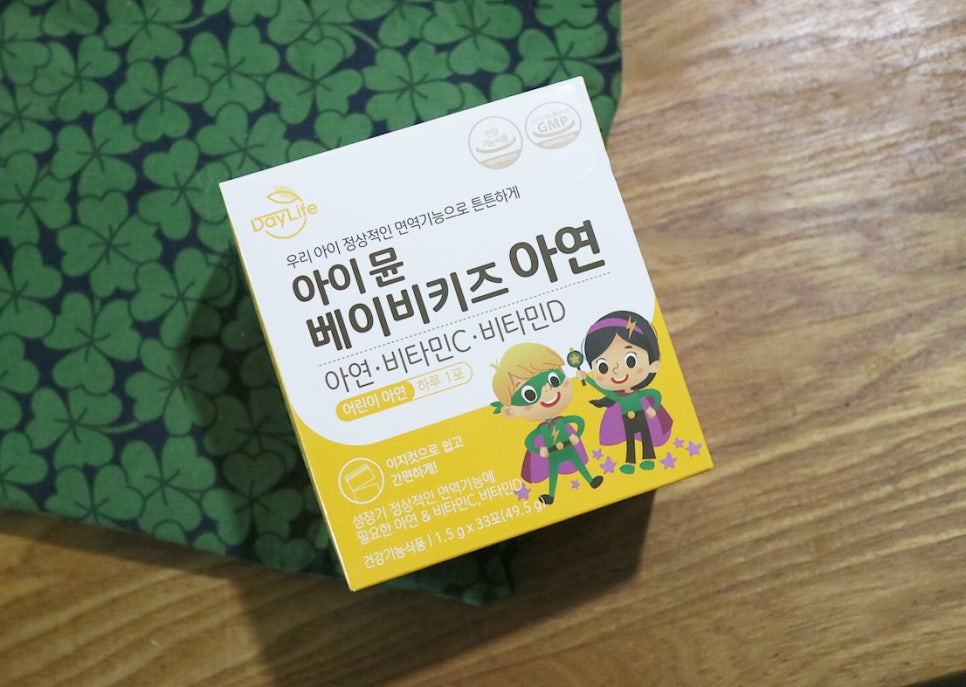 건강
기능식품
GMP
DayLife
우리 아이 정상적인 면역기능으로 튼튼하게
아이 뮨
베이비키즈 아연
아연·비타민C·비타민D
어린이 아연 하루 1포
이지컷으로 쉽고
간편하게!
성장기 정상적인 면역기능에
필요한 아연 & 비타민C, 비타민D
건강기능식품 | 1.5 g x 33포(49.5 g)